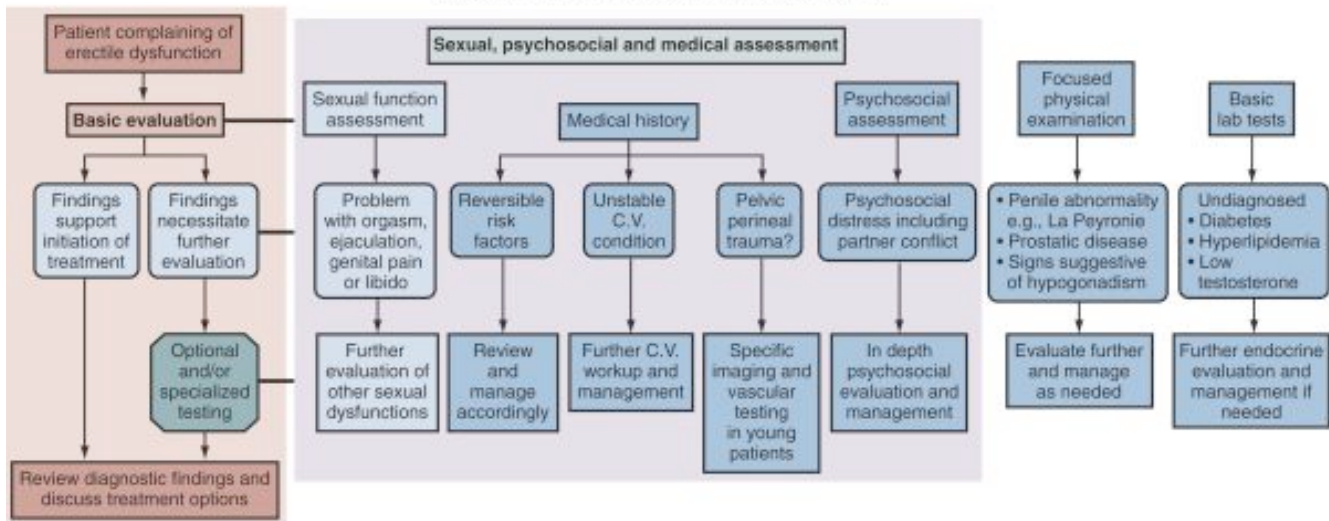 Patient complaining of
erectile dysfunction
Basic evaluation
Findings
support
initiation of
treatment
Findings
necessitate
further
evaluation
Optional
and/or
specialized
testing
Review diagnostic findings and
discuss treatment options
Sexual, psychosocial and medical assessment
Sexual function
assessment
Problem
with orgasm,
ejaculation,
genital pain
or libido
Further
evaluation of
other sexual
dysfunctions
Medical history
Reversible
risk
factors
Review
and
manage
accordingly
Unstable
C.V.
condition
Further C.V.
workup and
management
Pelvic
perineal
trauma?
Specific
imaging and
vascular
testing
in young
patients
Psychosocial
assessment
Psychosocial
distress including
partner conflict
In depth
psychosocial
evaluation and
management
Focused
physical
examination
• Penile abnormality
e.g., La Peyronie
• Prostatic disease
• Signs suggestive
of hypogonadism
Evaluate further
and manage
as needed
Basic
lab tests
Undiagnosed
• Diabetes
• Hyperlipidemia
• Low
testosterone
Further endocrine
evaluation and
management if
needed